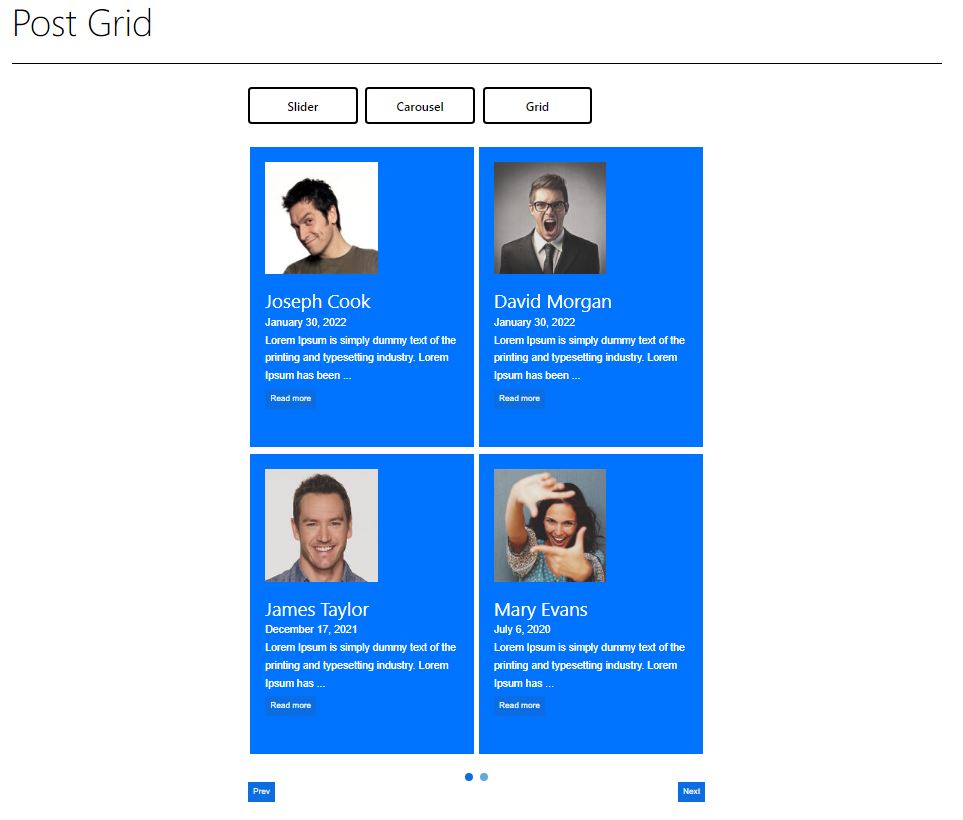 Post Grid
Slider
Carousel
Grid
Joseph Cook
January 30, 2022
Lorem Ipsum is simply dummy text of the
printing and typesetting industry. Lorem
Ipsum has been ...
Read more
David Morgan
January 30, 2022
Lorem Ipsum is simply dummy text of the
printing and typesetting industry. Lorem
Ipsum has been ...
Read more
James Taylor
December 17, 2021
Lorem Ipsum is simply dummy text of the
printing and typesetting industry. Lorem
Ipsum has ...
Read more
Mary Evans
July 6, 2020
Lorem Ipsum is simply dummy text of the
printing and typesetting industry. Lorem
Ipsum has ...
Read more
Prev
Next